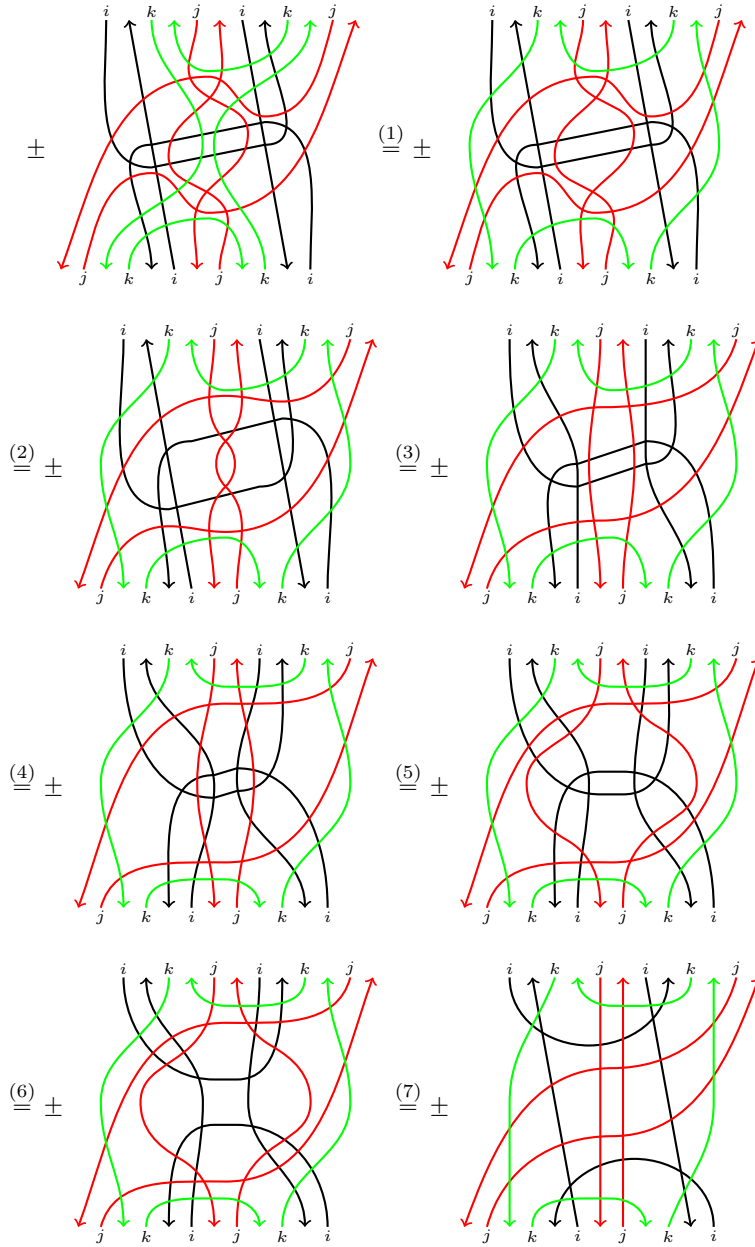 i k j i k j i k j i k j
± (1) = ±
j k i j k i j k i j k i
i k j i k j i k j i k j
(2) = ± (3) = ±
j k i j k i j k i j k i
i k j i k j i k j i k j
(4) = ± (5) = ±
j k i j k i j k i j k i
i k j i k j i k j i k j
(6) = ± (7) = ±
j k i j k i j k i j k i